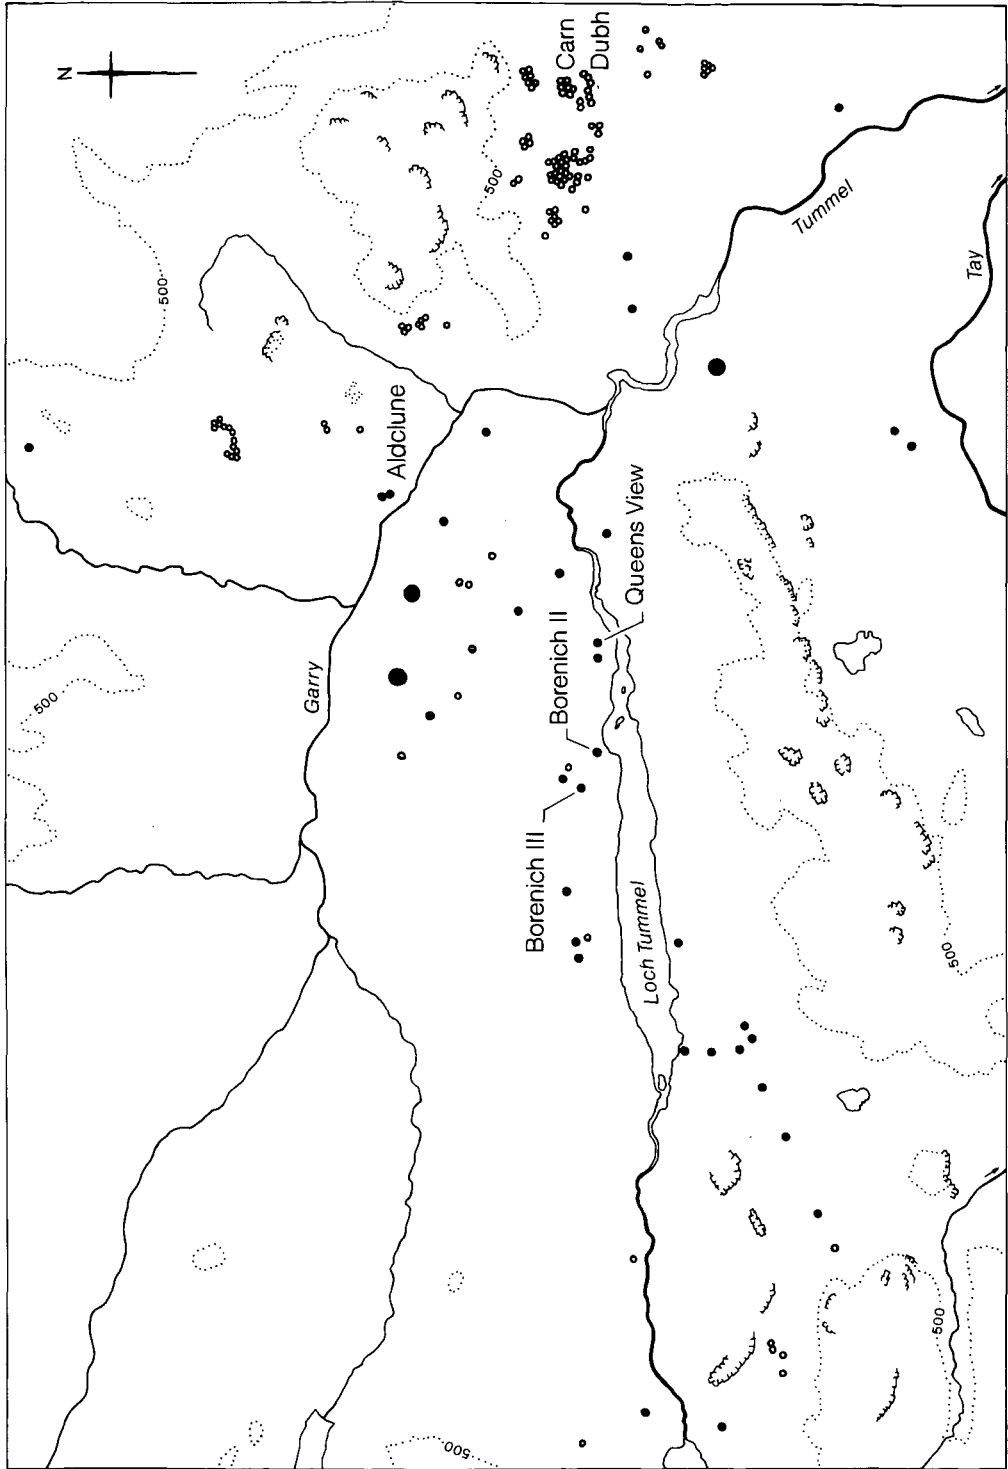 500
N
500
Garry
Aldclune
500
500
Borenich III
Borenich II
Carn
Dubh
Queens View
Loch Tummel
Tummel
500
500
Tay